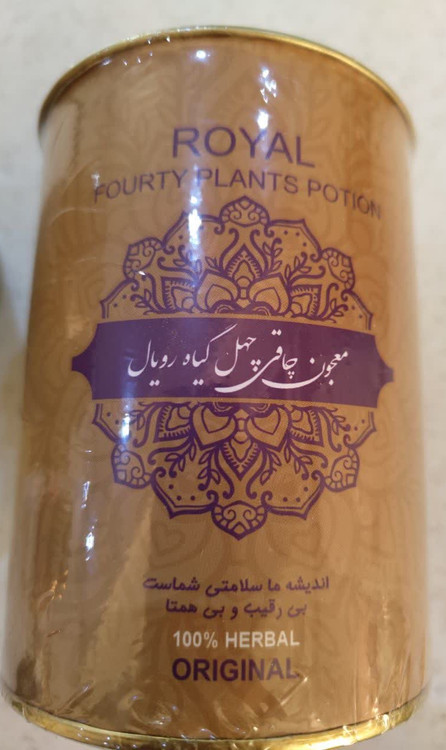 ROYAL
FOURTY PLANTS POTION
معجون چاقی چهل گیاه رویال
اندیشه ما سلامتی شماست
بی رقیب و بی همتا
100% HERBAL
ORIGINAL